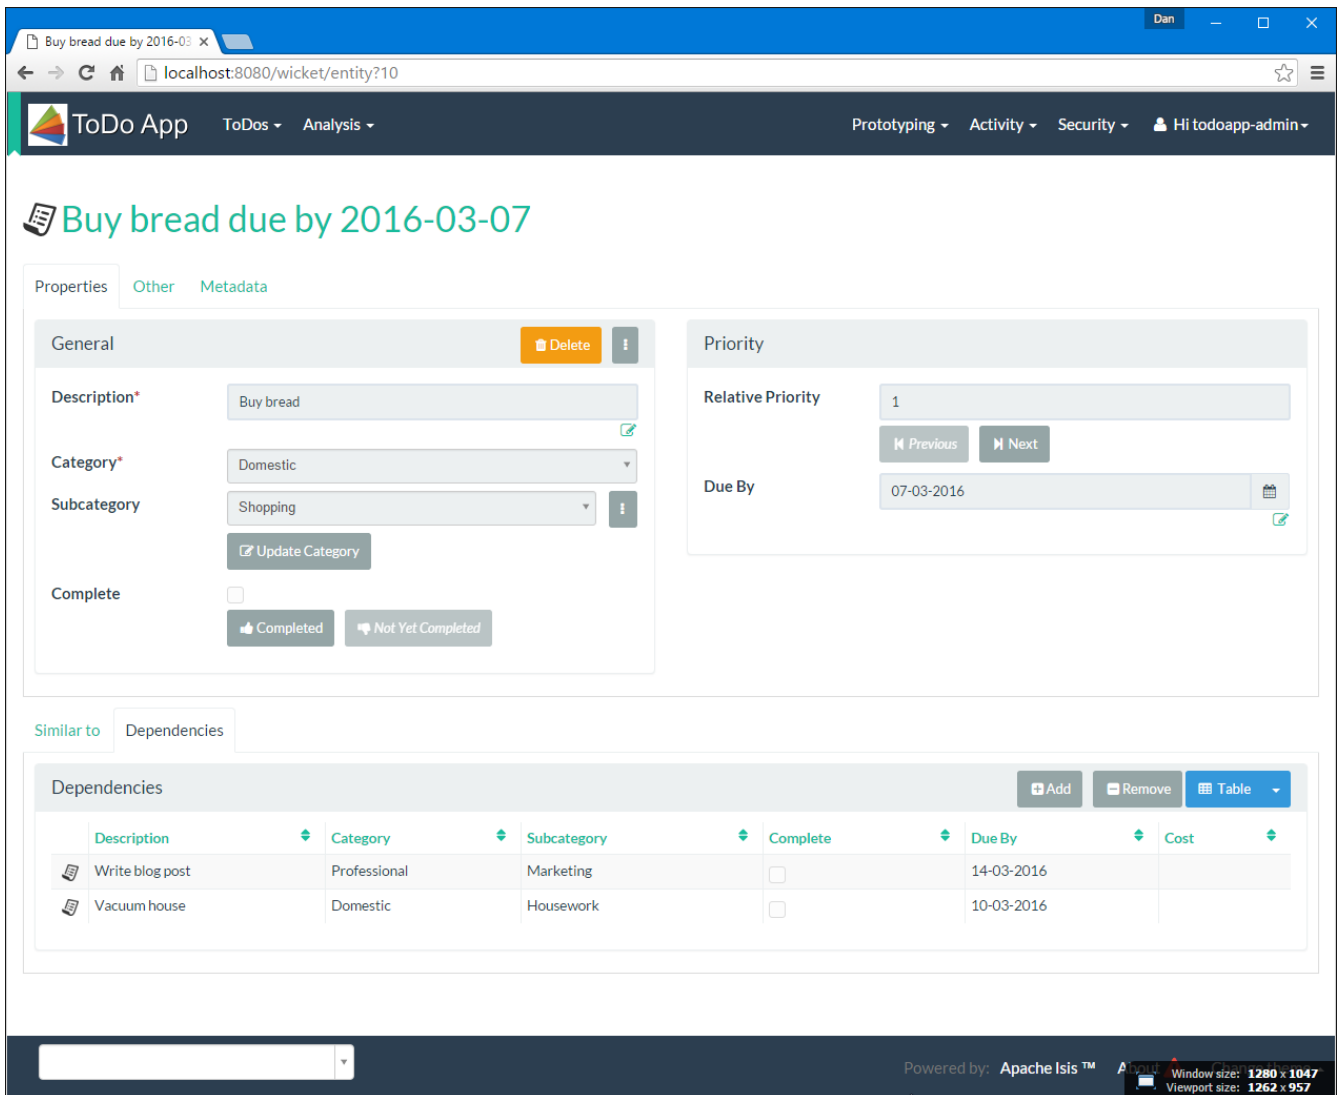 Dan
Buy bread due by 2016-03
localhost:8080/wicket/entity?10
ToDo App ToDos Analysis Prototyping Activity Security Hi todoapp-admin
Buy bread due by 2016-03-07
Properties Other Metadata
General Delete Priority
Description* Buy bread Relative Priority 1
Previous Next
Category* Domestic
Subcategory Shopping Due By 07-03-2016
Update Category
Complete
Completed Not Yet Completed
Similar to Dependencies
Dependencies Add Remove Table
Description Category Subcategory Complete Due By Cost
Write blog post Professional Marketing 14-03-2016
Vacuum house Domestic Housework 10-03-2016
Powered by: Apache Isis ™ About Change theme
Window size: 1280 x 1047
Viewport size: 1262 x 957